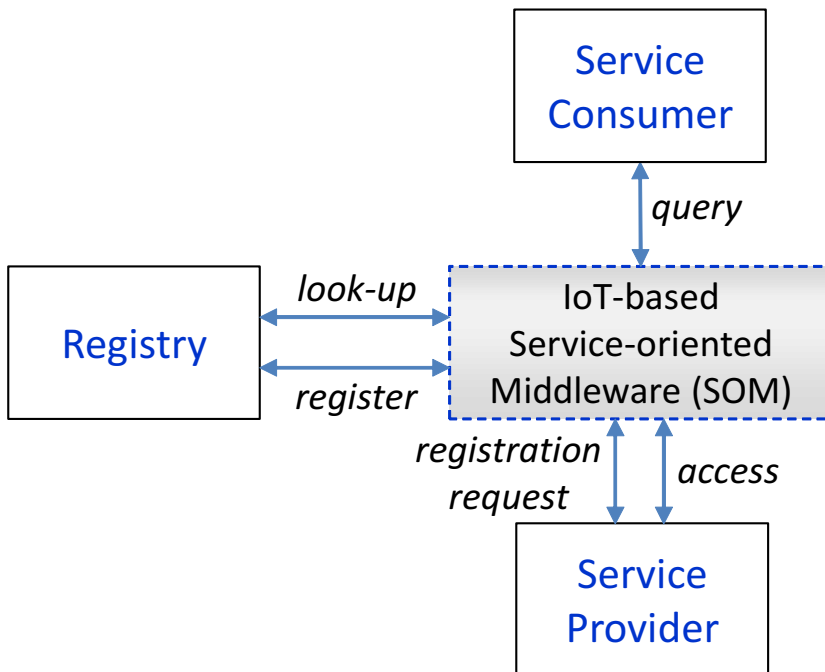 Service
Consumer
query
look-up
IoT-based
Service-oriented
Middleware (SOM)
Registry
register
registration
request
access
Service
Provider